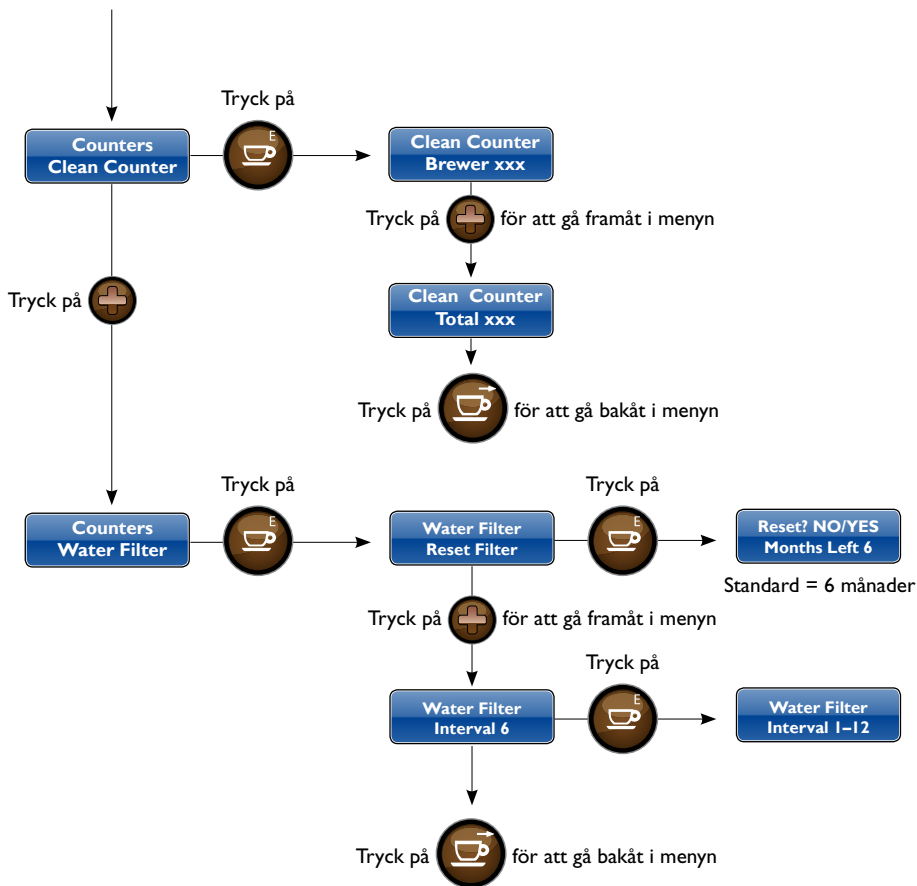 Tryck på
E
Counters
Clean Counter
Clean Counter
Brewer xxx
Tryck på för att gå framåt i menyn
Tryck på
Clean Counter
Total xxx
Tryck på för att gå bakåt i menyn
Tryck på
Tryck på
E
E
Counters
Water Filter
Water Filter
Reset Filter
Reset? NO/YES
Months Left 6
Standard = 6 månader
Tryck på för att gå framåt i menyn
Tryck på
E
Water Filter
Interval 6
Water Filter
Interval 1–12
Tryck på för att gå bakåt i menyn